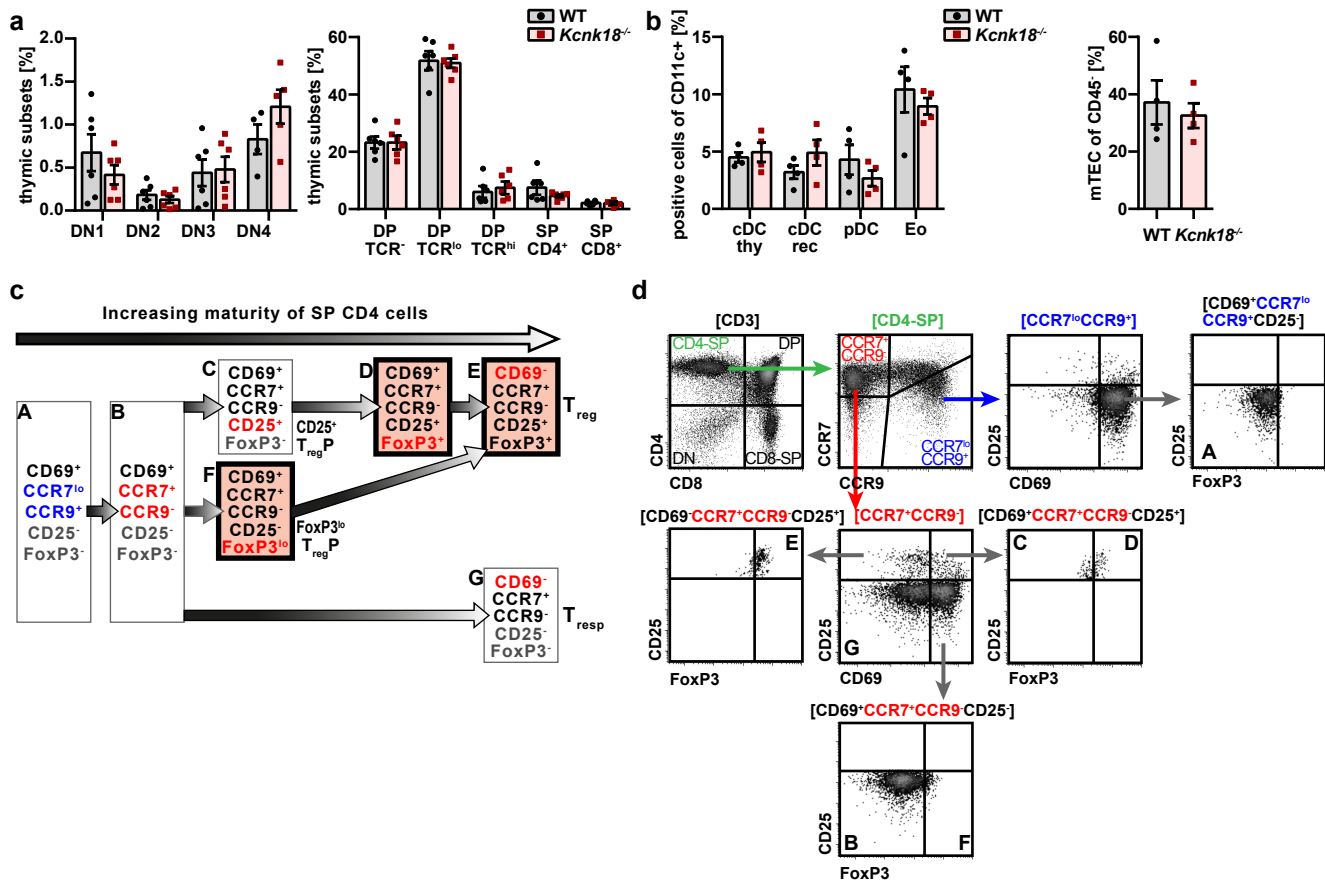 a
WT
Kcnk18-/-
thymic subsets [%]
2.0
1.5
1.0
0.5
0.0
DN1 DN2 DN3 DN4
thymic subsets [%]
60
40
20
0
DP DP DP SP SP
TCR- TCRlo TCRhi CD4+ CD8+
b
WT
Kcnk18-/-
positive cells of CD11c+ [%]
15
10
5
0
cDC cDC pDC Eo
thy rec
mTEC of CD45- [%]
80
60
40
20
0
WT Kcnk18-/-
c
Increasing maturity of SP CD4 cells
A
CD69+
CCR7lo
CCR9+
CD25-
FoxP3-
B
CD69+
CCR7+
CCR9-
CD25-
FoxP3-
C
CD69+
CCR7+
CCR9-
CD25+
FoxP3-
CD25+
TregP
D
CD69+
CCR7+
CCR9-
CD25+
FoxP3+
E
CD69-
CCR7+
CCR9-
CD25+
FoxP3+
Treg
F
CD69+
CCR7+
CCR9-
CD25-
FoxP3lo
FoxP3lo
TregP
G
CD69-
CCR7+
CCR9-
CD25-
FoxP3-
Tresp
d
[CD3]
CD4-SP
DP
DN
CD8-SP
CD4
CD8
[CD4-SP]
CCR7+
CCR9-
CCR7lo
CCR9+
CCR7
CCR9
[CCR7loCCR9+]
CD25
CD69
[CD69+CCR7lo
CCR9+CD25-]
A
CD25
FoxP3
[CD69-CCR7+CCR9-CD25+]
E
CD25
FoxP3
[CCR7+CCR9-]
G
CD25
CD69
[CD69+CCR7+CCR9-CD25+]
C
D
CD25
FoxP3
[CD69+CCR7+CCR9-CD25-]
B
F
CD25
FoxP3